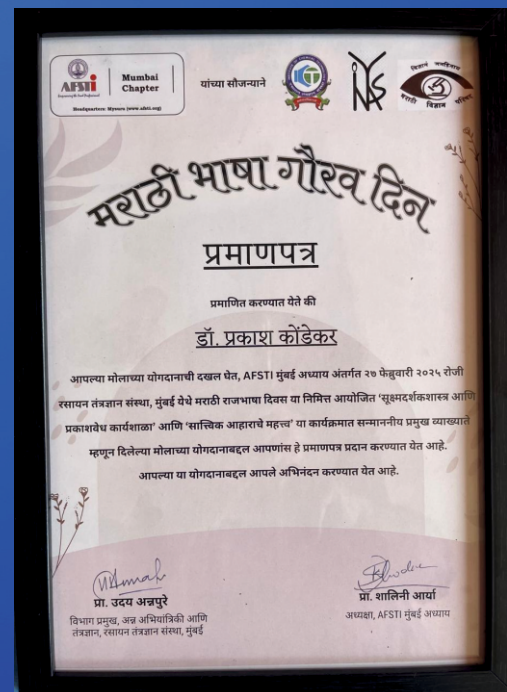 AFSTi
Mumbai Chapter
Headquarters: Mysore (www.afsti.org)
यांच्या सौजन्याने
ICT
मराठी विज्ञान परिषद
मराठी भाषा गौरव दिन
प्रमाणपत्र
प्रमाणित करण्यात येते की
डॉ. प्रकाश कोंडेकर
आपल्या मोलाच्या योगदानाची दखल घेत, AFSTI मुंबई अध्याय अंतर्गत २७ फेब्रुवारी २०२५ रोजी
रसायन तंत्रज्ञान संस्था, मुंबई येथे मराठी राजभाषा दिवस या निमित्त आयोजित 'सूक्ष्मदर्शकशास्त्र आणि
प्रकाशवेध कार्यशाळा' आणि 'सात्त्विक आहाराचे महत्त्व' या कार्यक्रमात सन्माननीय प्रमुख व्याख्याते
म्हणून दिलेल्या मोलाच्या योगदानाबद्दल आपणांस हे प्रमाणपत्र प्रदान करण्यात येत आहे.
आपल्या या योगदानाबद्दल आपले अभिनंदन करण्यात येत आहे.
प्रा. उदय अन्नपुरे
विभाग प्रमुख, अन्न अभियांत्रिकी आणि
तंत्रज्ञान, रसायन तंत्रज्ञान संस्था, मुंबई
प्रा. शालिनी आर्या
अध्यक्षा, AFSTI मुंबई अध्याय